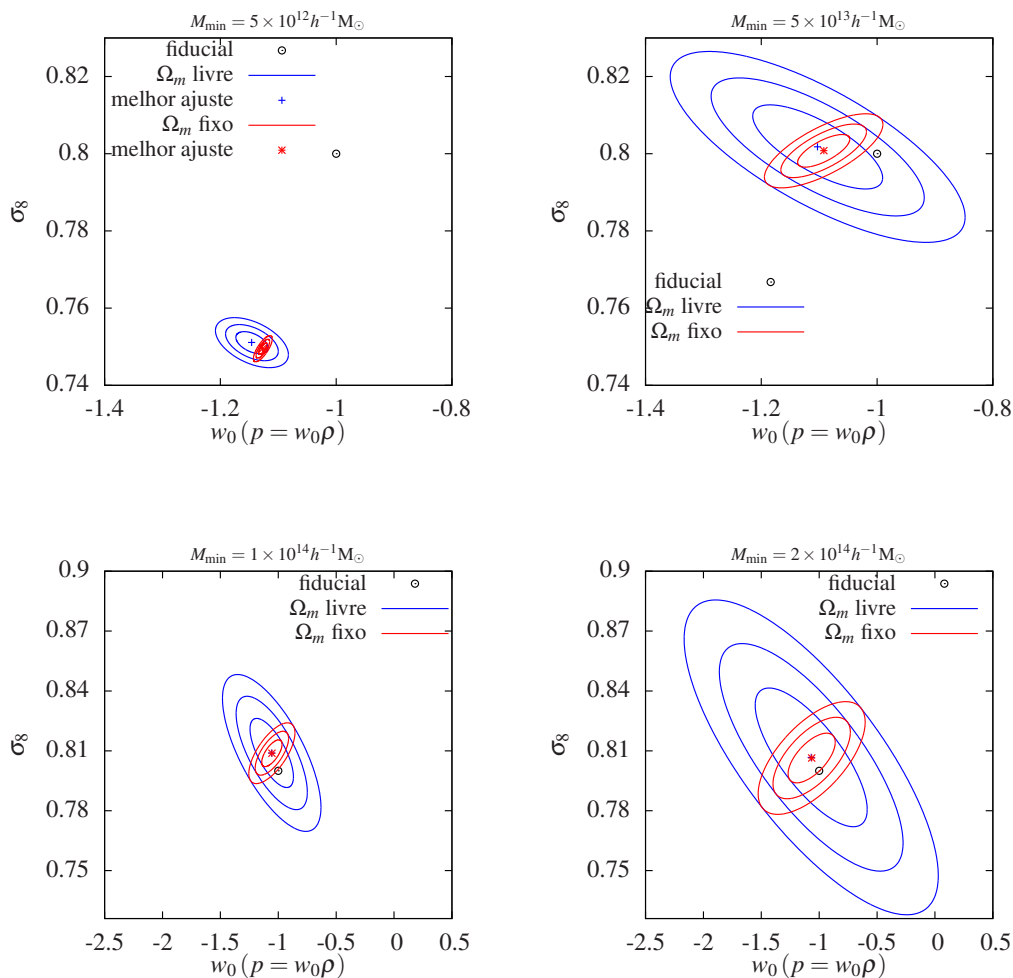 M_min = 5 × 10^12 h^−1 M_⊙
fiducial
Ω_m livre
melhor ajuste
Ω_m fixo
melhor ajuste
0.82
0.8
0.78
0.76
0.74
σ_8
-1.4 -1.2 -1 -0.8
w_0 (p = w_0 ρ)
M_min = 5 × 10^13 h^−1 M_⊙
0.82
0.8
0.78
0.76
0.74
σ_8
fiducial
Ω_m livre
Ω_m fixo
-1.4 -1.2 -1 -0.8
w_0 (p = w_0 ρ)
M_min = 1 × 10^14 h^−1 M_⊙
fiducial
Ω_m livre
Ω_m fixo
0.9
0.87
0.84
0.81
0.78
0.75
σ_8
-2.5 -2 -1.5 -1 -0.5 0 0.5
w_0 (p = w_0 ρ)
M_min = 2 × 10^14 h^−1 M_⊙
fiducial
Ω_m livre
Ω_m fixo
0.9
0.87
0.84
0.81
0.78
0.75
σ_8
-2.5 -2 -1.5 -1 -0.5 0 0.5
w_0 (p = w_0 ρ)